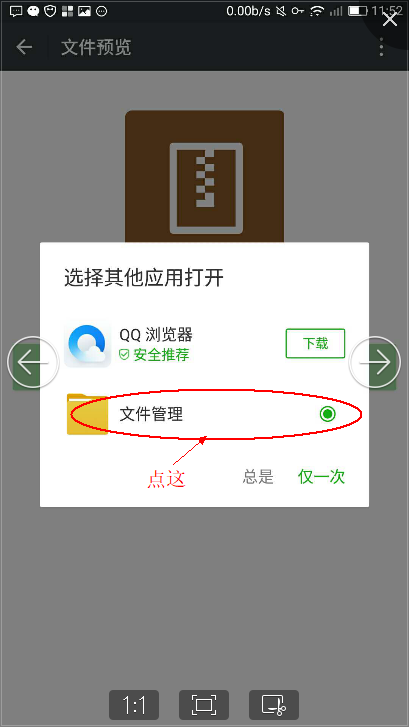 0.00b/s 11:52
文件预览
选择其他应用打开
QQ 浏览器
安全推荐
下载
文件管理
点这
总是 仅一次
1:1